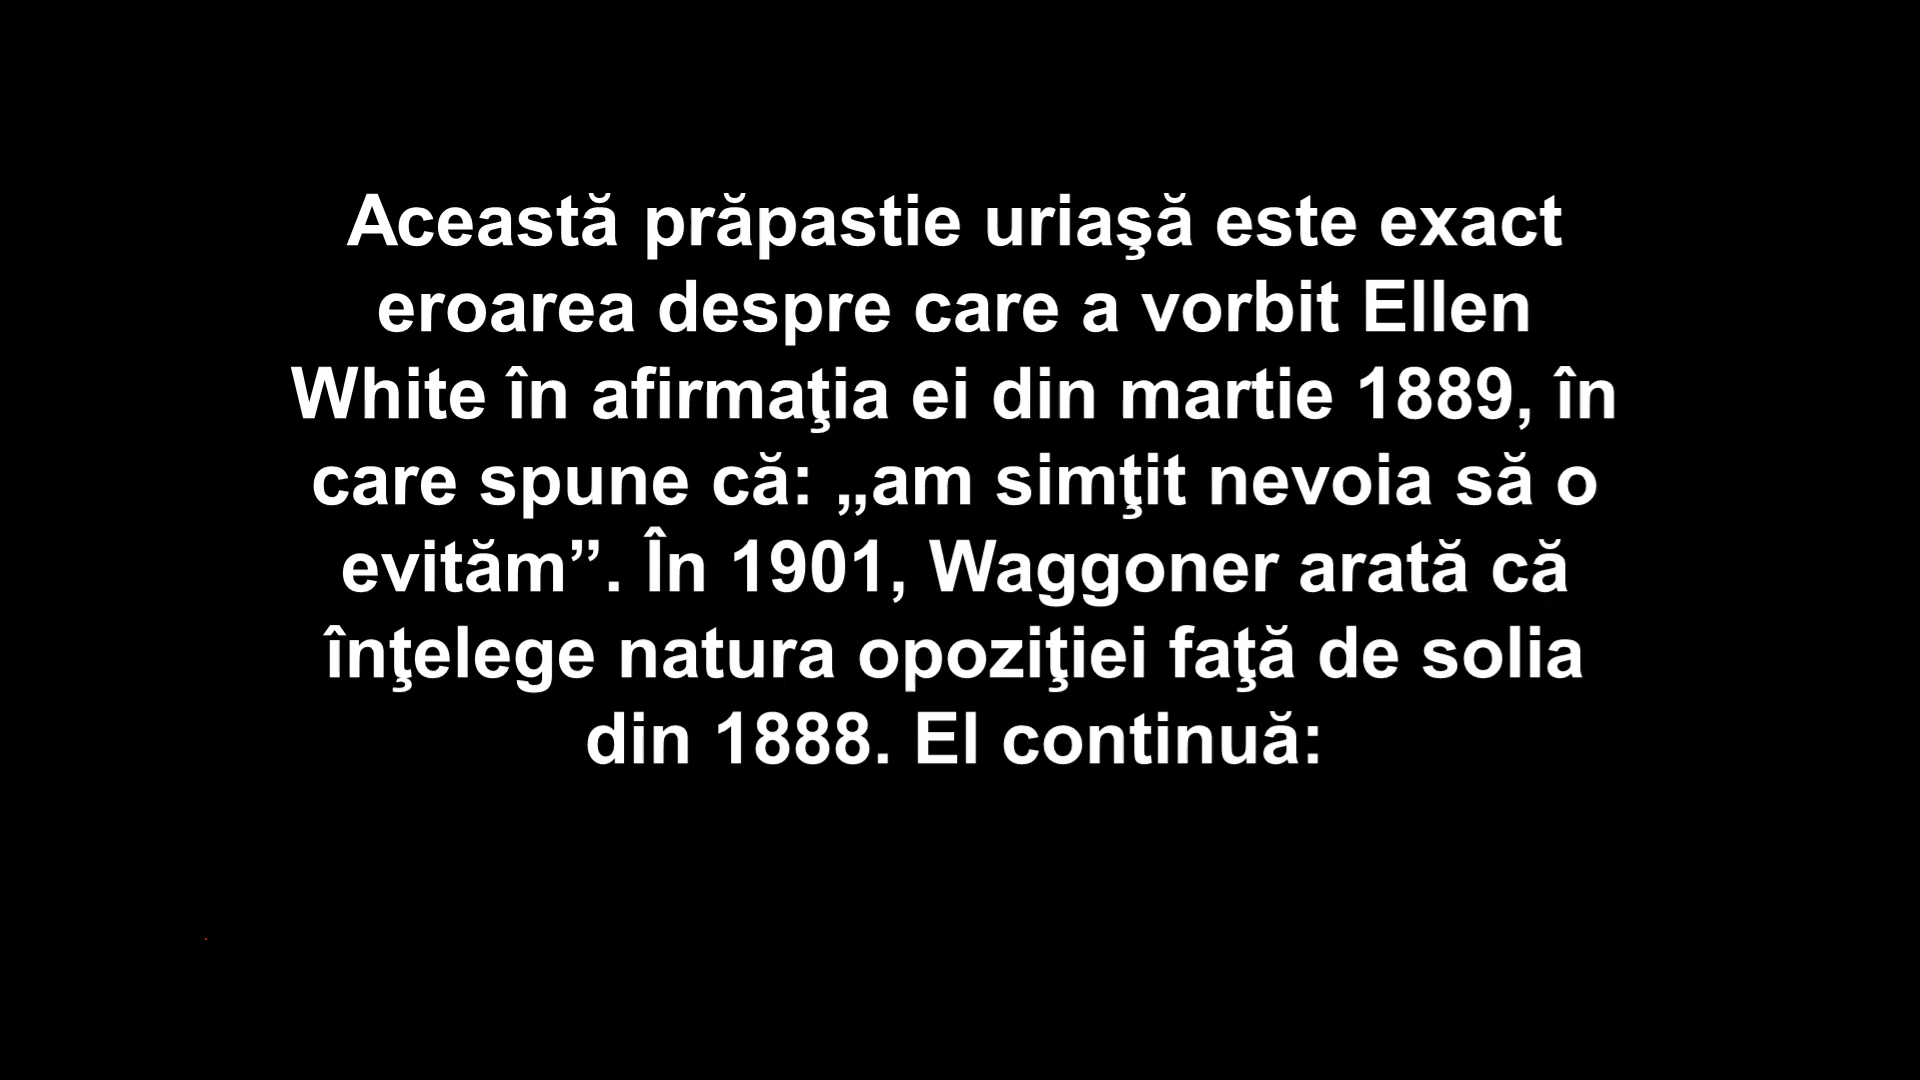 Această prăpastie uriaşă este exact
eroarea despre care a vorbit Ellen
White în afirmaţia ei din martie 1889, în
care spune că: „am simţit nevoia să o
evităm”. În 1901, Waggoner arată că
înţelege natura opoziţiei faţă de solia
din 1888. El continuă: